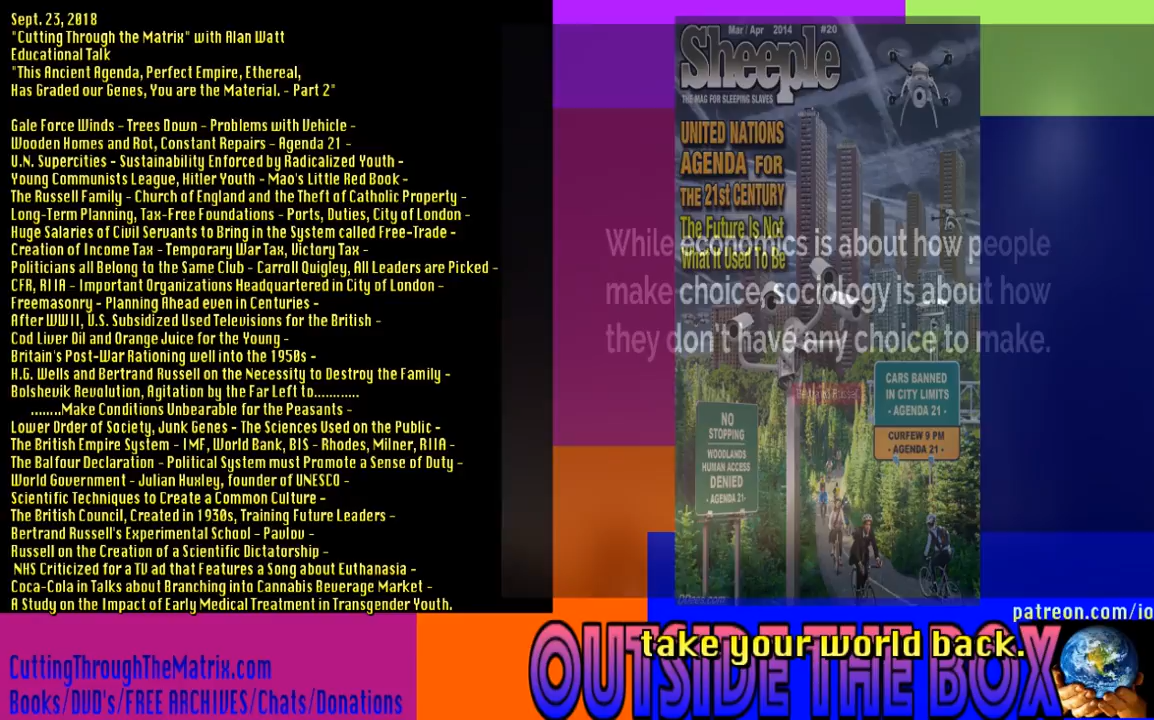 Sept. 23, 2018
"Cutting Through the Matrix" with Alan Watt
Educational Talk
"This Ancient Agenda, Perfect Empire, Ethereal,
Has Graded our Genes, You are the Material. - Part 2"
Gale Force Winds - Trees Down - Problems with Vehicle -
Wooden Homes and Rot, Constant Repairs - Agenda 21 -
U.N. Supercities - Sustainability Enforced by Radicalized Youth -
Young Communists League, Hitler Youth - Mao's Little Red Book -
The Russell Family - Church of England and the Theft of Catholic Property -
Long-Term Planning, Tax-Free Foundations - Ports, Duties, City of London -
Huge Salaries of Civil Servants to Bring in the System called Free-Trade -
Creation of Income Tax - Temporary War Tax, Victory Tax -
Politicians all Belong to the Same Club - Carroll Quigley, All Leaders are Picked -
CFR, RIIA - Important Organizations Headquartered in City of London -
Freemasonry - Planning Ahead even in Centuries -
After WWII, U.S. Subsidized Used Televisions for the British -
Cod Liver Oil and Orange Juice for the Young -
Britain's Post-War Rationing well into the 1950s -
H.G. Wells and Bertrand Russell on the Necessity to Destroy the Family -
Bolshevik Revolution, Agitation by the Far Left to............
........Make Conditions Unbearable for the Peasants -
Lower Order of Society, Junk Genes - The Sciences Used on the Public -
The British Empire System - IMF, World Bank, BIS - Rhodes, Milner, RIIA -
The Balfour Declaration - Political System must Promote a Sense of Duty -
World Government - Julian Huxley, founder of UNESCO -
Scientific Techniques to Create a Common Culture -
The British Council, Created in 1930s, Training Future Leaders -
Bertrand Russell's Experimental School - Pavlov -
Russell on the Creation of a Scientific Dictatorship -
NHS Criticized for a TV ad that Features a Song about Euthanasia -
Coca-Cola in Talks about Branching into Cannabis Beverage Market -
A Study on the Impact of Early Medical Treatment in Transgender Youth.
CuttingThroughTheMatrix.com
Books/DVD's/FREE ARCHIVES/Chats/Donations
Mar / Apr 2014 #20
Sheeple
THE MAG FOR SLEEPING SLAVES
UNITED NATIONS
AGENDA FOR
THE 21ST CENTURY
The Future Is Not
What It Used To Be
While economics is about how people
make choice, sociology is about how
they don't have any choice to make.
CARS BANNED
IN CITY LIMITS
- AGENDA 21 -
CURFEW 9 PM
- AGENDA 21 -
NO
STOPPING
WOODLANDS
HUMAN ACCESS
DENIED
- AGENDA 21-
patreon.com/io
OUTSIDE THE BOX
take your world back.